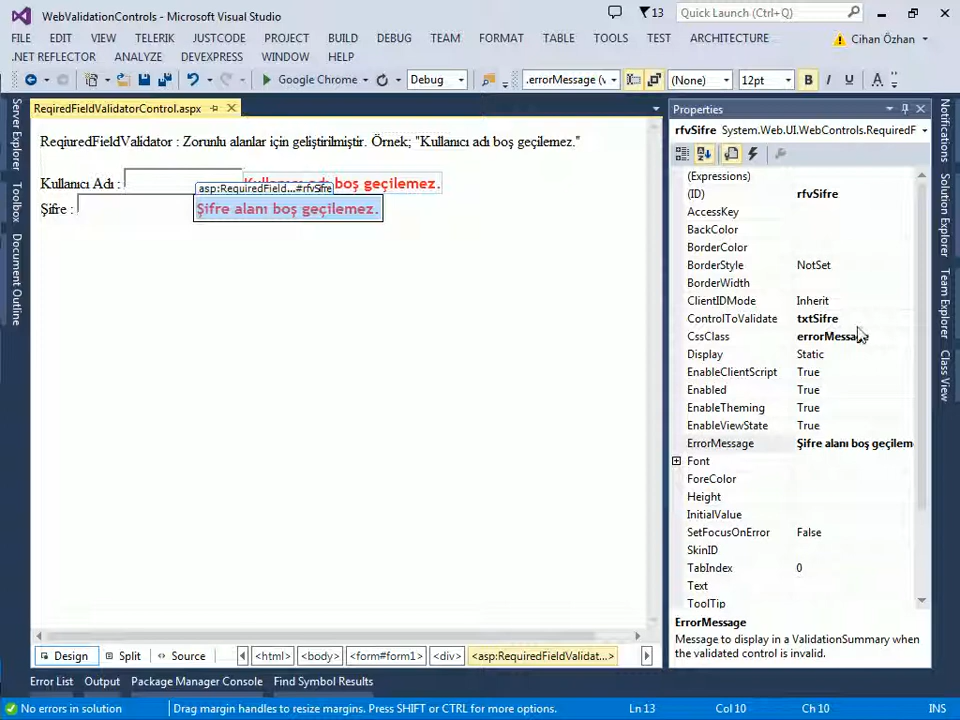 WebValidationControls - Microsoft Visual Studio
13
Quick Launch (Ctrl+Q)
FILE EDIT VIEW TELERIK JUSTCODE PROJECT BUILD DEBUG TEAM FORMAT TABLE TOOLS TEST ARCHITECTURE
Cihan Özhan
.NET REFLECTOR ANALYZE DEVEXPRESS WINDOW HELP
Google Chrome Debug .errorMessage ( (None) 12pt B I U A
Server Explorer
Toolbox
Document Outline
ReqiredFieldValidatorControl.aspx
ReqiuredFieldValidator : Zorunlu alanlar için geliştirilmiştir. Örnek; "Kullanıcı adı boş geçilemez."
Kullanıcı Adı : boş geçilemez.
asp:RequiredField...#rfvSifre
Şifre : Şifre alanı boş geçilemez.
Design Split Source <html> <body> <form#form1> <div> <asp:RequiredFieldValidat...>
Properties
rfvSifre System.Web.UI.WebControls.RequiredF
(Expressions)
(ID) rfvSifre
AccessKey
BackColor
BorderColor
BorderStyle NotSet
BorderWidth
ClientIDMode Inherit
ControlToValidate txtSifre
CssClass errorMessage
Display Static
EnableClientScript True
Enabled True
EnableTheming True
EnableViewState True
ErrorMessage Şifre alanı boş geçilem
Font
ForeColor
Height
InitialValue
SetFocusOnError False
SkinID
TabIndex 0
Text
ToolTip
ErrorMessage
Message to display in a ValidationSummary when
the validated control is invalid.
Notifications
Solution Explorer
Team Explorer
Class View
Error List Output Package Manager Console Find Symbol Results
No errors in solution Drag margin handles to resize margins. Press SHIFT or CTRL for more options. Ln 13 Col 10 Ch 10 INS